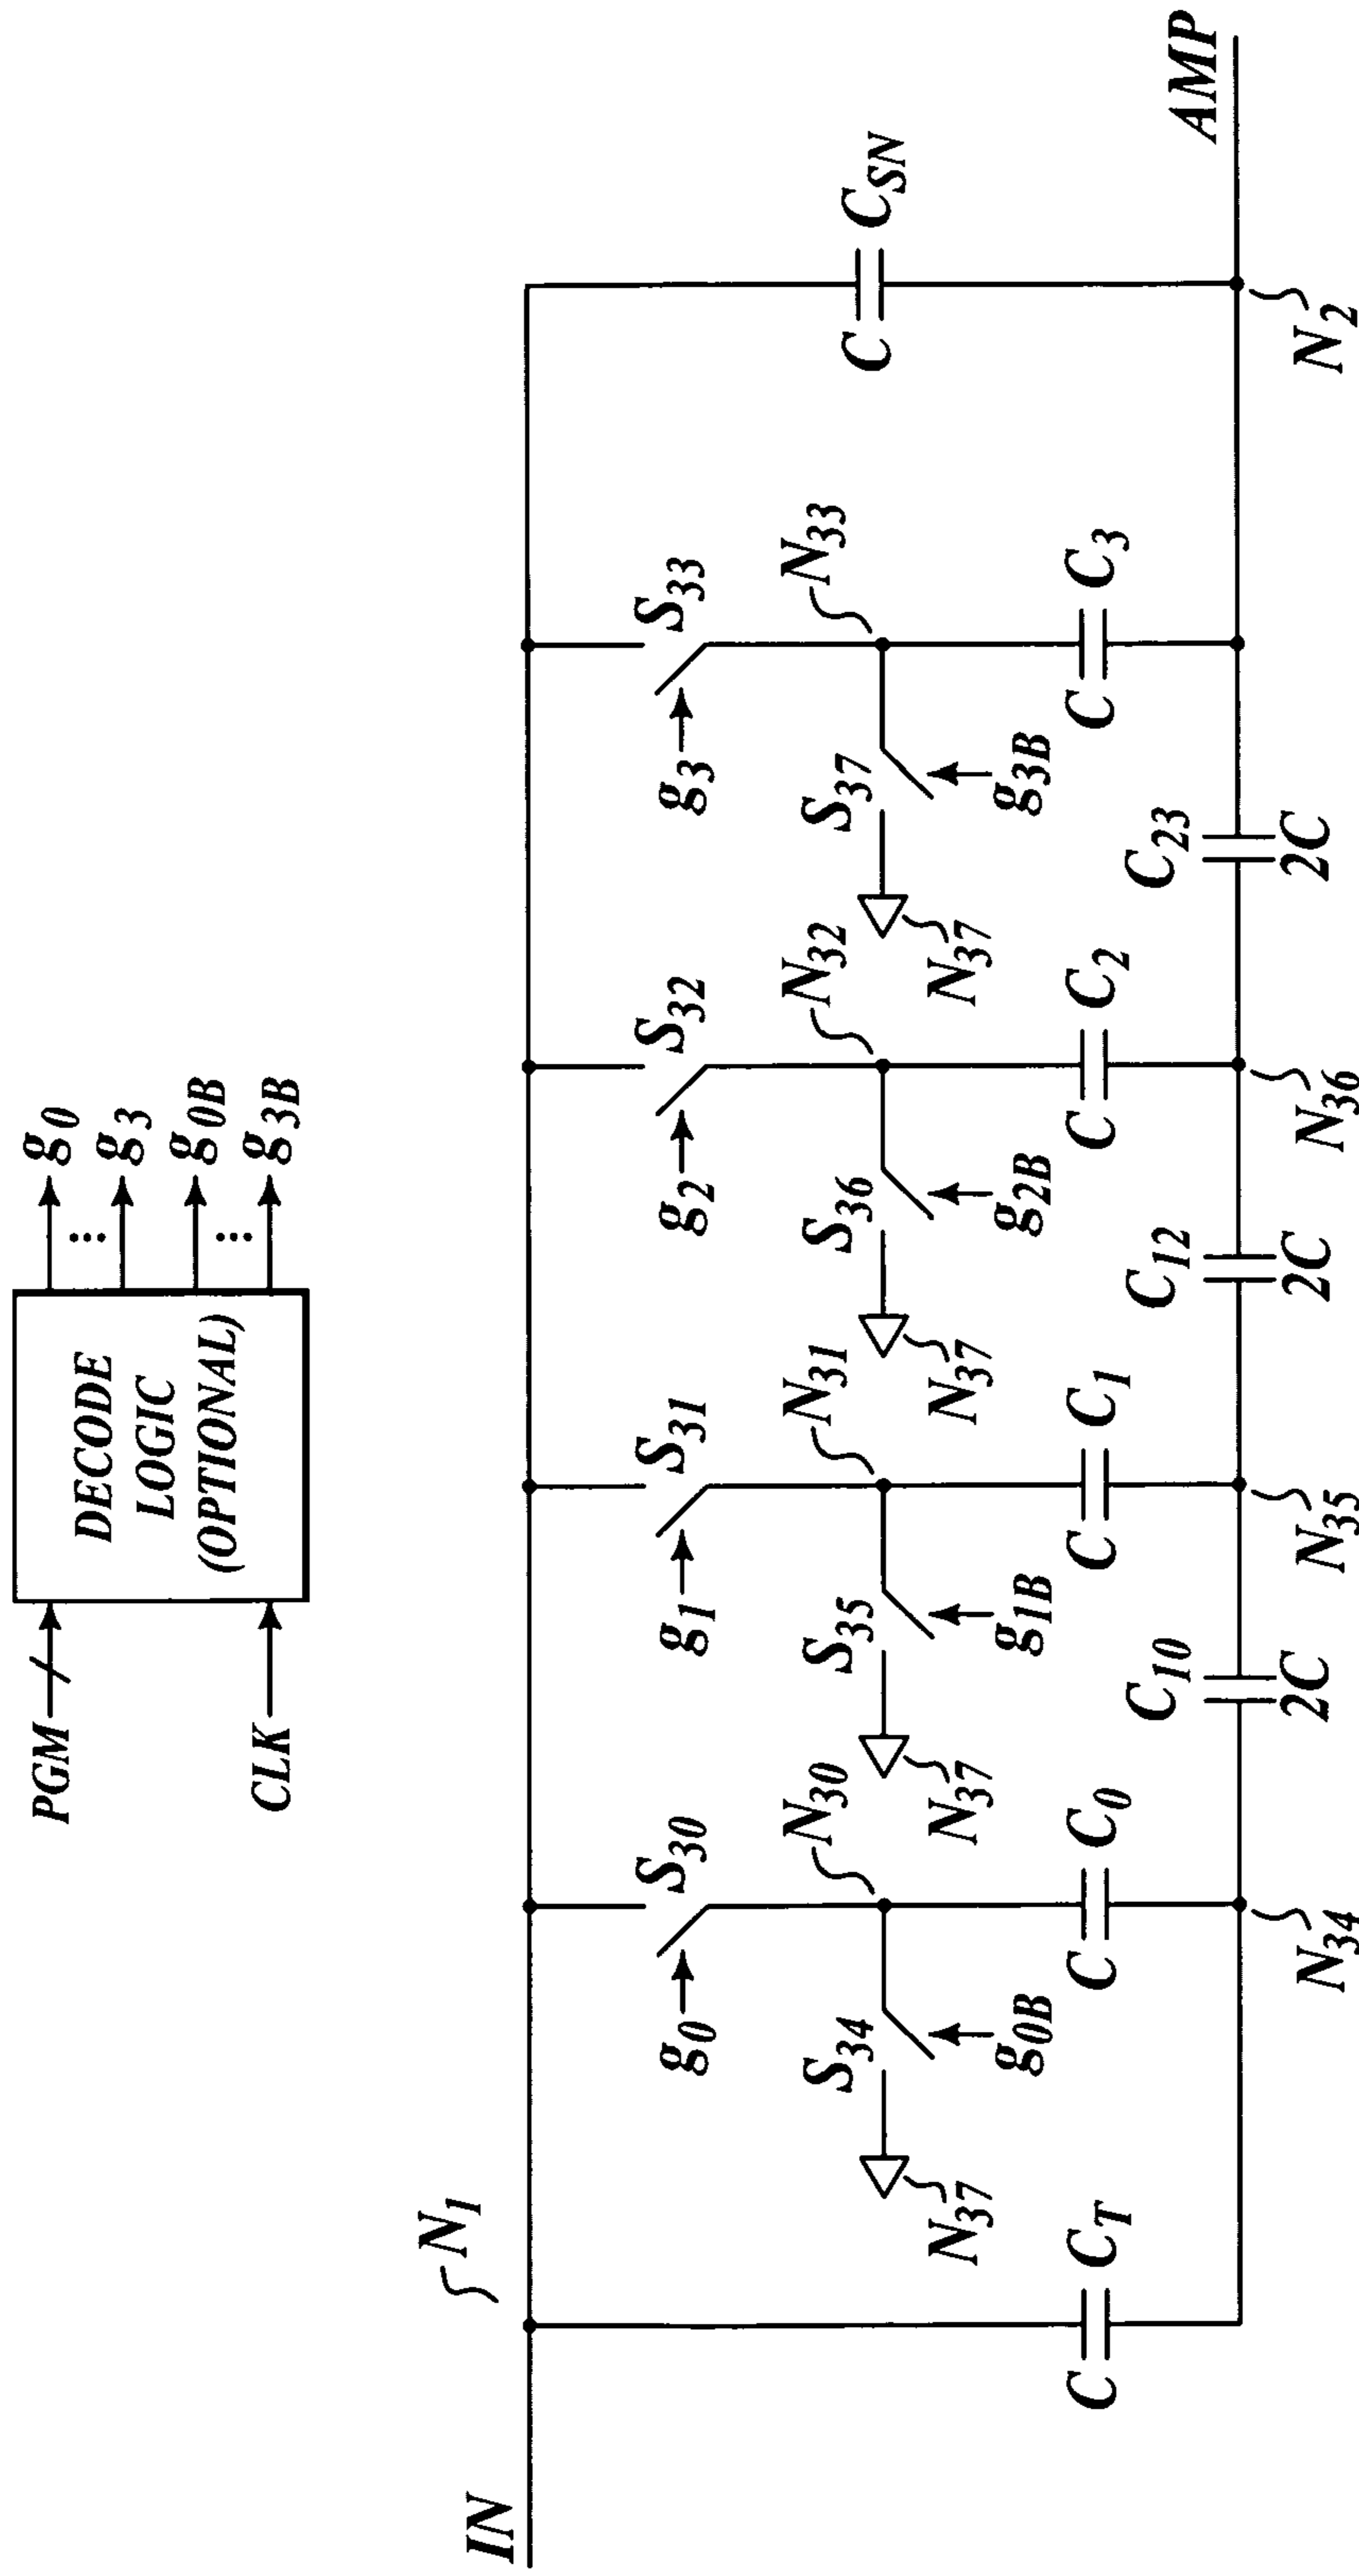 PGM
CLK
DECODE
LOGIC
(OPTIONAL)
g0
...
g3
g0B
...
g3B
IN
N1
S30
S31
S32
S33
g0
g1
g2
g3
C CSN
N30
N31
N32
N33
S34
S35
S36
S37
N37
N37
N37
N37
g0B
g1B
g2B
g3B
C CT
C C0
C C1
C C2
C C3
C10
C12
C23
AMP
2C
2C
2C
N34
N35
N36
N2